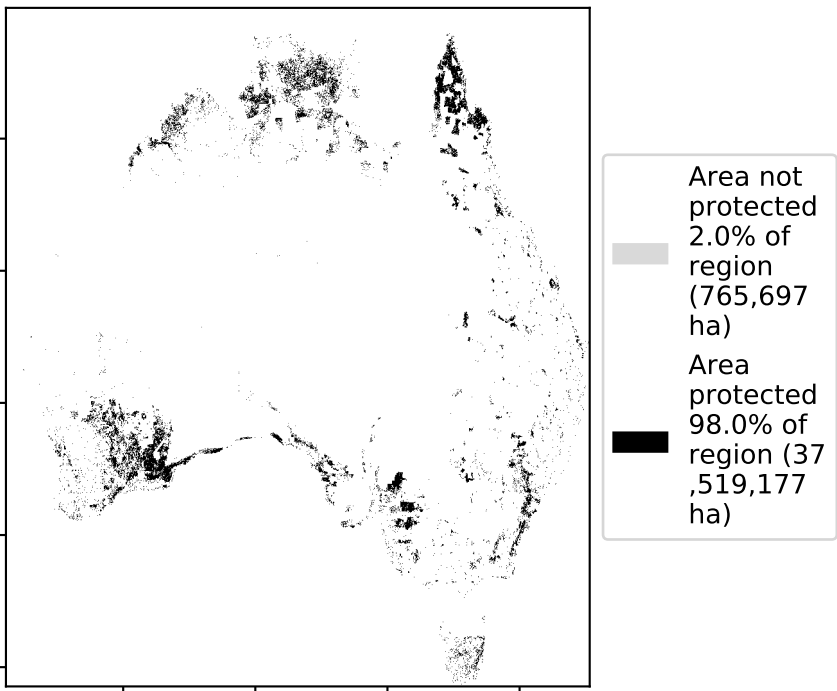 Area not
protected
2.0% of
region
(765,697
ha)
Area
protected
98.0% of
region (37
,519,177
ha)